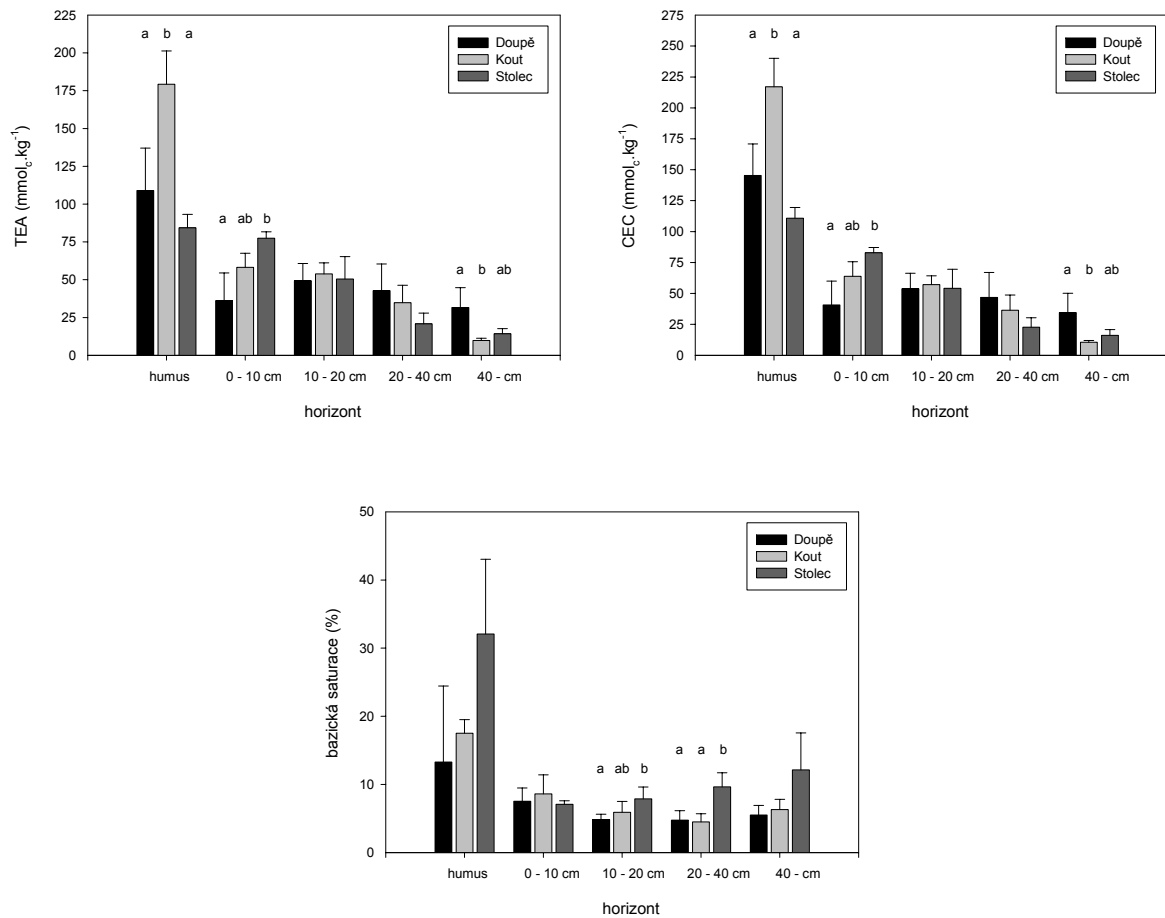 225
200
175
150
125
100
75
50
25
0
TEA (mmolc.kg-1)
a b a
a ab b
a b ab
Doupě
Kout
Stolec
humus 0 - 10 cm 10 - 20 cm 20 - 40 cm 40 - cm
horizont
275
250
225
200
175
150
125
100
75
50
25
0
CEC (mmolc.kg-1)
a b a
a ab b
a b ab
Doupě
Kout
Stolec
humus 0 - 10 cm 10 - 20 cm 20 - 40 cm 40 - cm
horizont
50
40
30
20
10
0
bazická saturace (%)
a ab b
a a b
Doupě
Kout
Stolec
humus 0 - 10 cm 10 - 20 cm 20 - 40 cm 40 - cm
horizont